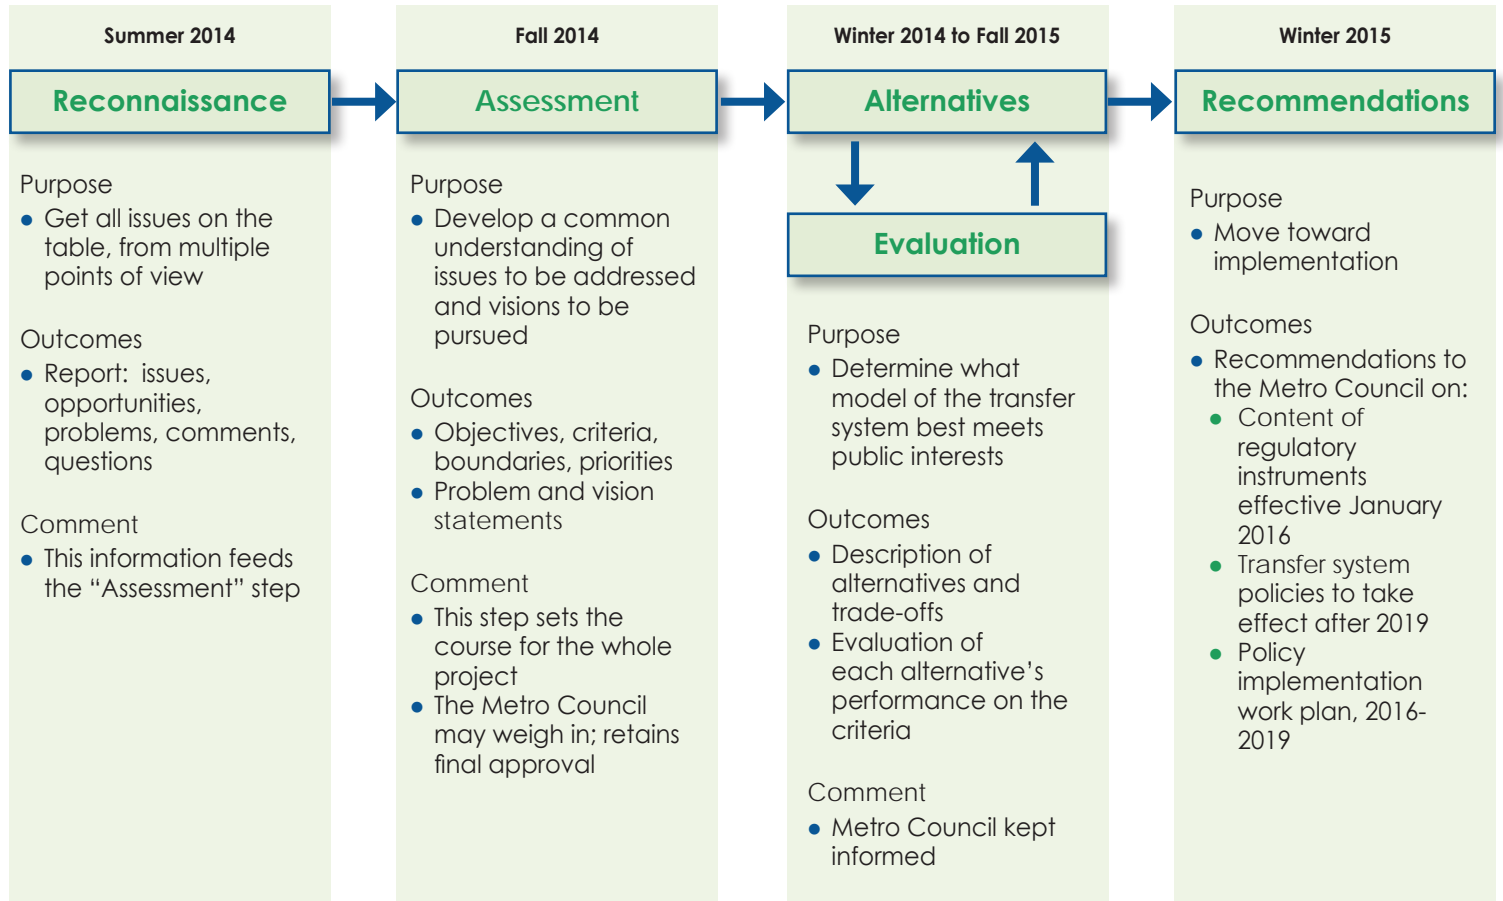 Summer 2014
Reconnaissance
Purpose
• Get all issues on the
table, from multiple
points of view
Outcomes
• Report: issues,
opportunities,
problems, comments,
questions
Comment
• This information feeds
the “Assessment” step
Fall 2014
Assessment
Purpose
• Develop a common
understanding of
issues to be addressed
and visions to be
pursued
Outcomes
• Objectives, criteria,
boundaries, priorities
• Problem and vision
statements
Comment
• This step sets the
course for the whole
project
• The Metro Council
may weigh in; retains
final approval
Winter 2014 to Fall 2015
Alternatives
Evaluation
Purpose
• Determine what
model of the transfer
system best meets
public interests
Outcomes
• Description of
alternatives and
trade-offs
• Evaluation of
each alternative’s
performance on the
criteria
Comment
• Metro Council kept
informed
Winter 2015
Recommendations
Purpose
• Move toward
implementation
Outcomes
• Recommendations to
the Metro Council on:
• Content of
regulatory
instruments
effective January
2016
• Transfer system
policies to take
effect after 2019
• Policy
implementation
work plan, 2016-
2019